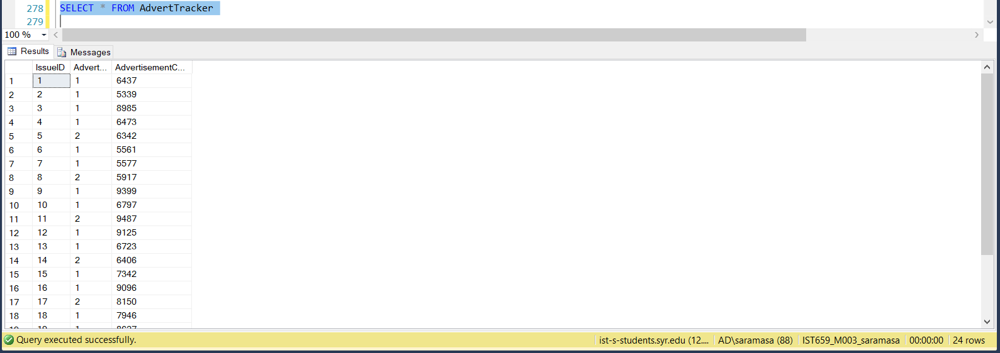 278 SELECT * FROM AdvertTracker
279
100 %
Results Messages
IssueID Advert... AdvertisementC...
1 1 1 6437
2 2 1 5339
3 3 1 8985
4 4 1 6473
5 5 2 6342
6 6 1 5561
7 7 1 5577
8 8 2 5917
9 9 1 9399
10 10 1 6797
11 11 2 9487
12 12 1 9125
13 13 1 6723
14 14 2 6406
15 15 1 7342
16 16 1 9096
17 17 2 8150
18 18 1 7946
Query executed successfully. ist-s-students.syr.edu (12.... AD\saramasa (88) IST659_M003_saramasa 00:00:00 24 rows